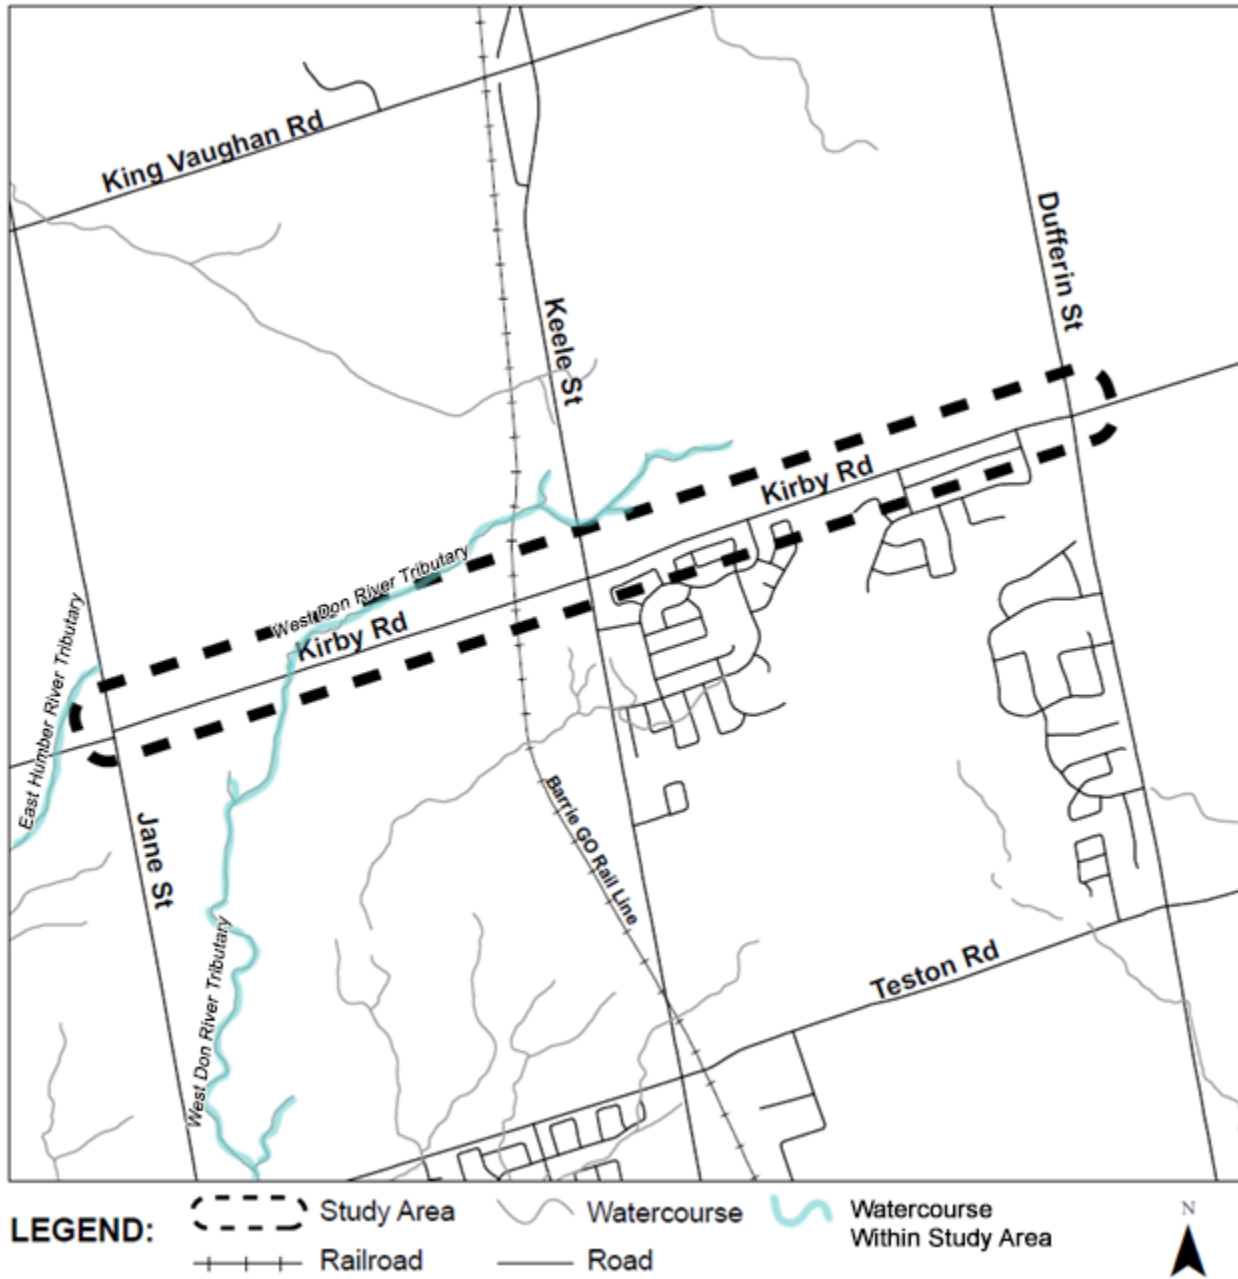 King Vaughan Rd
Dufferin St
Keele St
Kirby Rd
West Don River Tributary
Kirby Rd
East Humber River Tributary
Jane St
Barrie GO Rail Line
West Don River Tributary
Teston Rd
LEGEND:
Study Area
Watercourse
Watercourse
Within Study Area
Railroad
Road
N